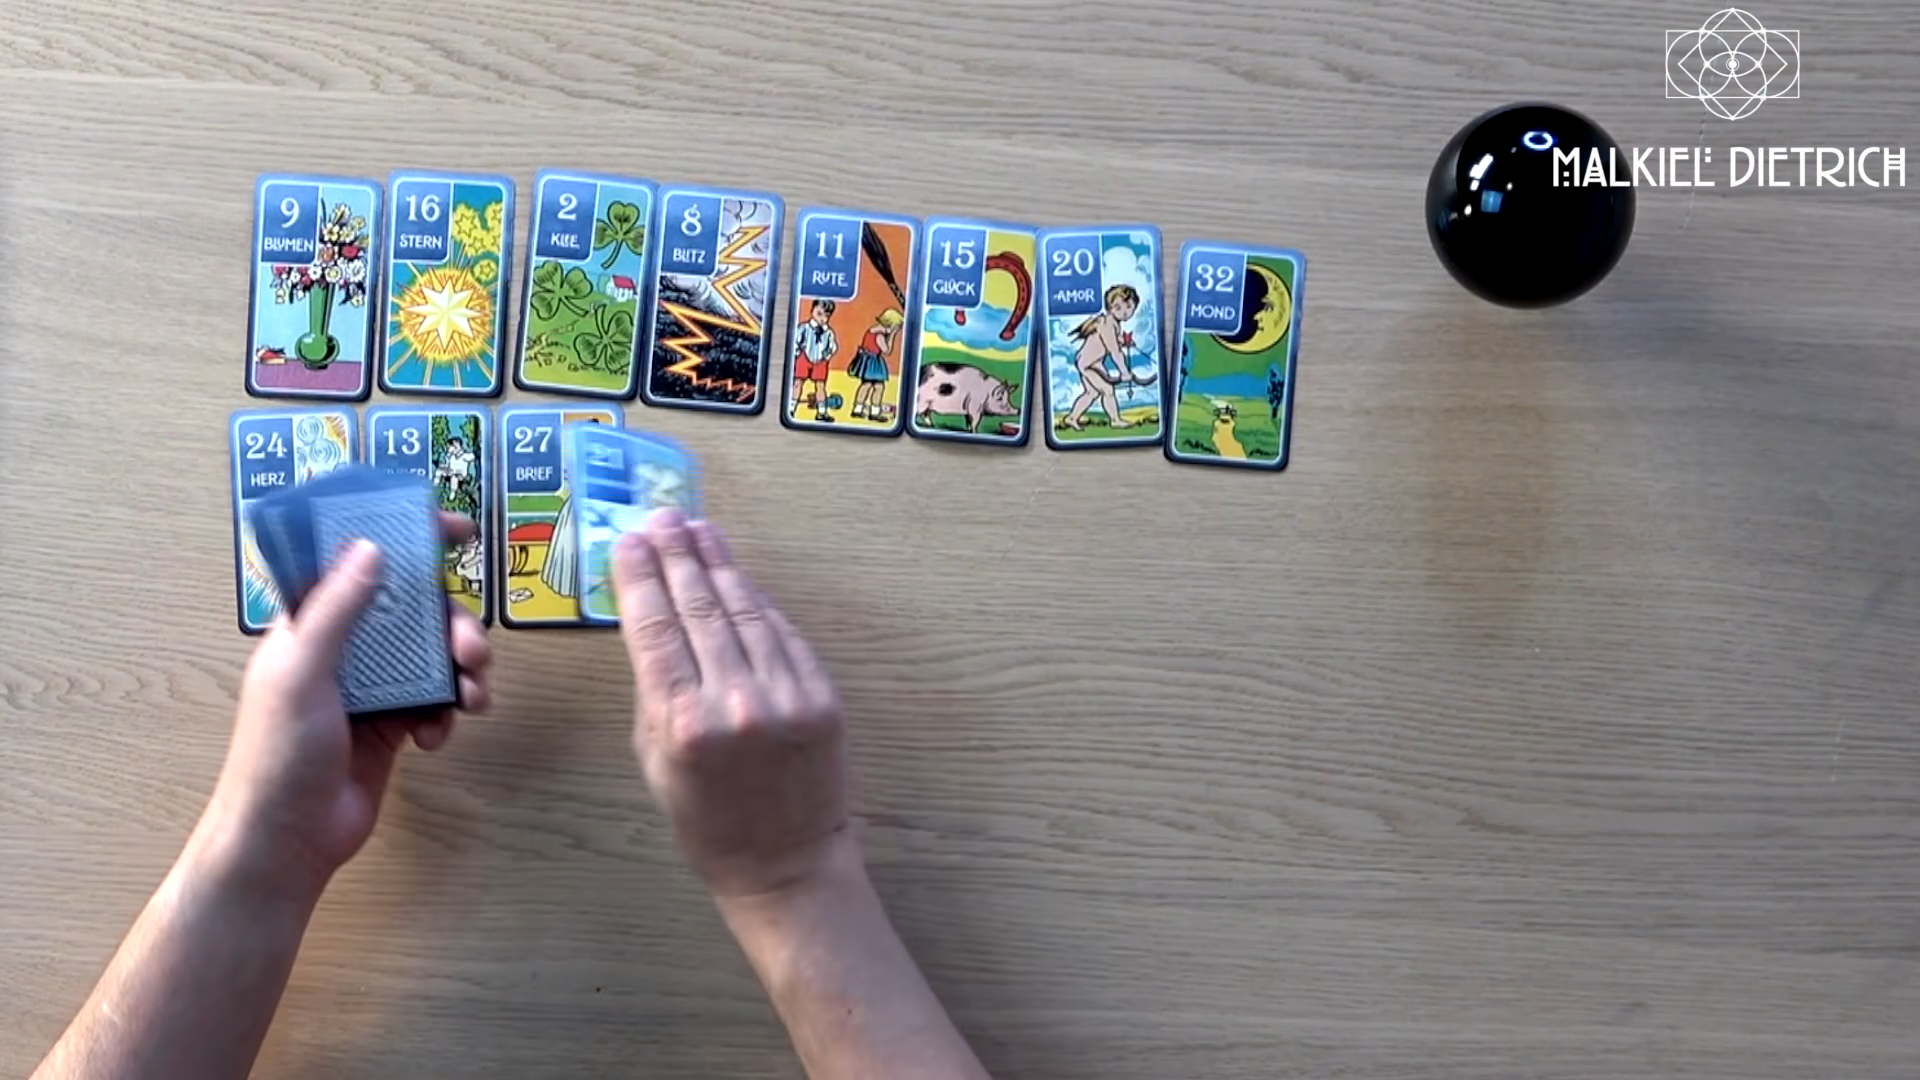 MALKIEL DIETRICH
9
BLUMEN
16
STERN
2
KLEE
8
BLITZ
11
RUTE
15
GLÜCK
20
AMOR
32
MOND
24
HERZ
13
27
BRIEF